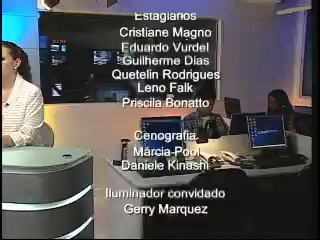 Estagiários
Cristiane Magno
Eduardo Vurdel
Guilherme Dias
Quetelin Rodrigues
Leno Falk
Priscila Bonatto
Cenografia
Márcia Pool
Daniele Kinashi
Iluminador convidado
Gerry Marquez